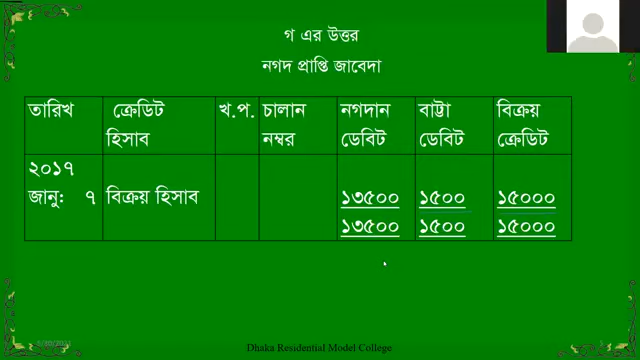 গ এর উত্তর
নগদ প্রাপ্তি জাবেদা
তারিখ ক্রেডিট হিসাব খ.প. চালান নম্বর নগদান ডেবিট বাট্টা ডেবিট বিক্রয় ক্রেডিট
২০১৭
জানু: ৭ বিক্রয় হিসাব ১৩৫০০ ১৫০০ ১৫০০০
১৩৫০০ ১৫০০ ১৫০০০
Dhaka Residential Model College